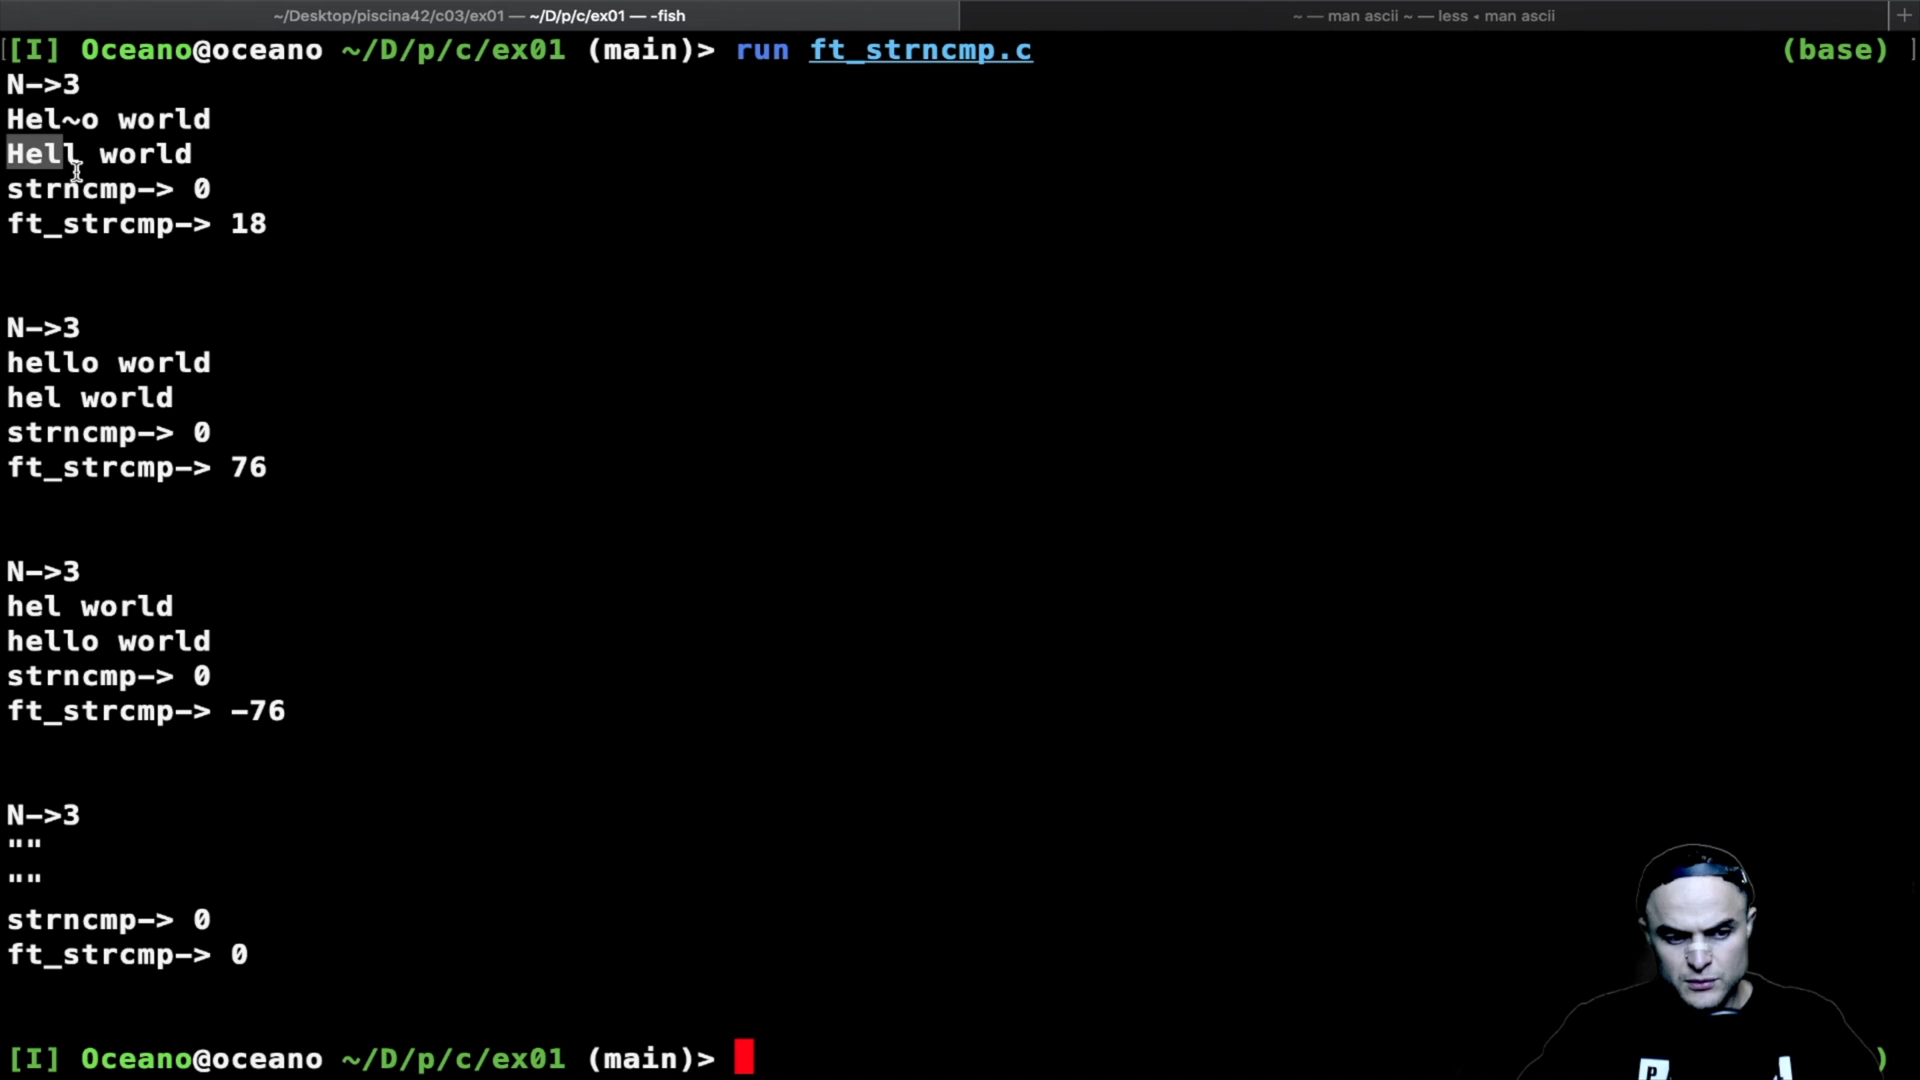 ~/Desktop/piscina42/c03/ex01 — ~/D/p/c/ex01 — -fish
~ — man ascii ~ — less ◂ man ascii
+
[[I] Oceano@oceano ~/D/p/c/ex01 (main)> run ft_strncmp.c (base) ]
N->3
Hel~o world
Hell world
strncmp-> 0
ft_strcmp-> 18
N->3
hello world
hel world
strncmp-> 0
ft_strcmp-> 76
N->3
hel world
hello world
strncmp-> 0
ft_strcmp-> -76
N->3
""
""
strncmp-> 0
ft_strcmp-> 0
[I] Oceano@oceano ~/D/p/c/ex01 (main)> )